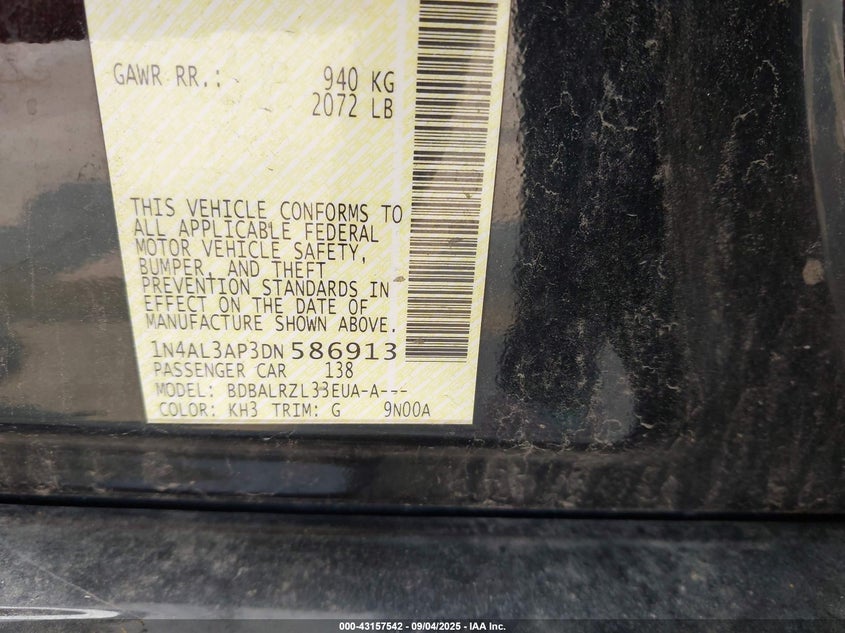 GAWR RR.: 940 KG
2072 LB
THIS VEHICLE CONFORMS TO
ALL APPLICABLE FEDERAL
MOTOR VEHICLE SAFETY,
BUMPER, AND THEFT
PREVENTION STANDARDS IN
EFFECT ON THE DATE OF
MANUFACTURE SHOWN ABOVE.
1N4AL3AP3DN586913
PASSENGER CAR 138
MODEL: BDBALRZL33EUA-A---
COLOR: KH3 TRIM: G 9N00A
000-43157542 - 09/04/2025 - IAA Inc.